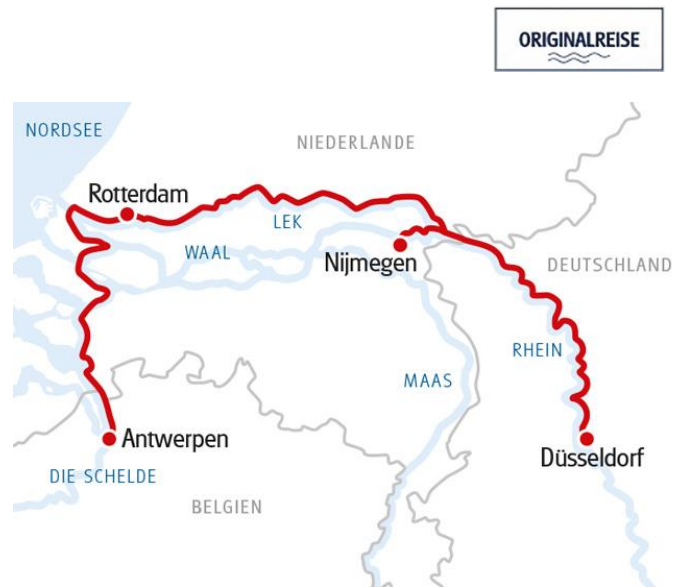 ORIGINALREISE
NORDSEE
NIEDERLANDE
Rotterdam
LEK
WAAL
Nijmegen
DEUTSCHLAND
RHEIN
MAAS
Antwerpen
Düsseldorf
DIE SCHELDE
BELGIEN